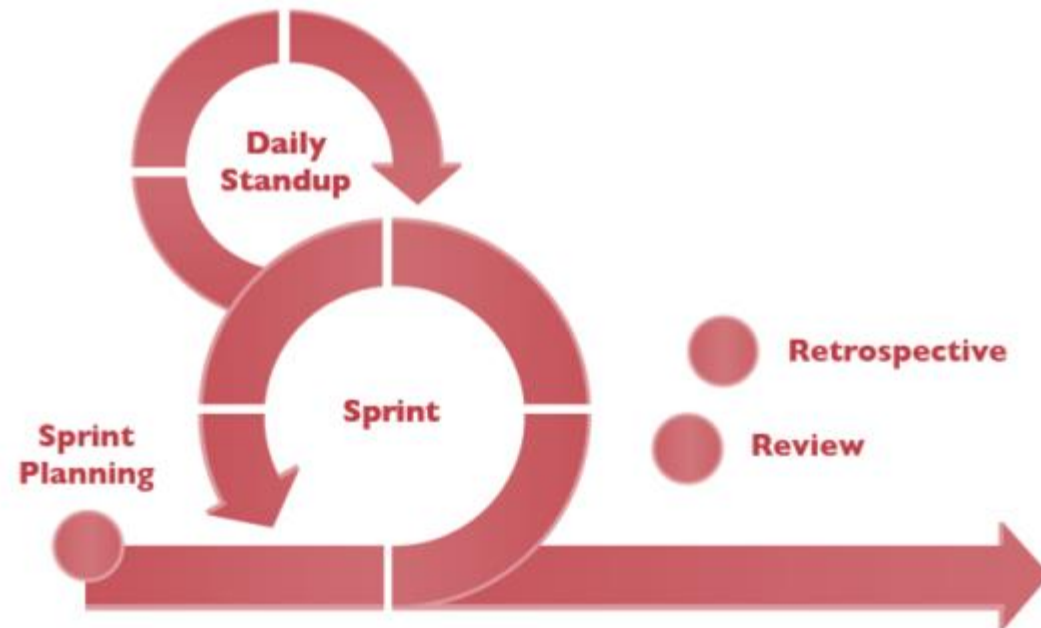 Daily
Standup
Sprint
Retrospective
Review
Sprint
Planning